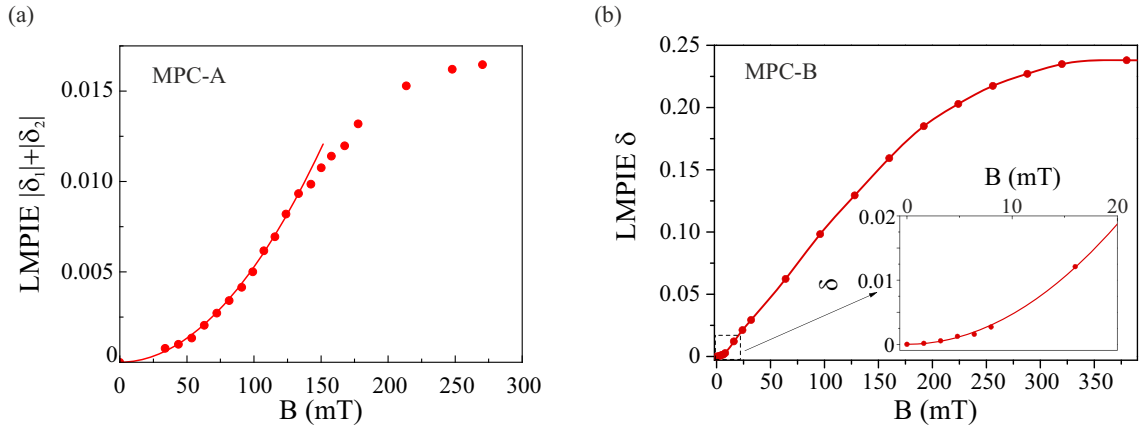 (a)
MPC-A
LMPIE |δ₁|+|δ₂|
0.015
0.010
0.005
0
0 50 100 150 200 250 300
B (mT)
(b)
MPC-B
LMPIE δ
0.25
0.20
0.15
0.10
0.05
0
0 50 100 150 200 250 300 350
B (mT)
B (mT)
0 10 20
0.02
0.01
0
δ